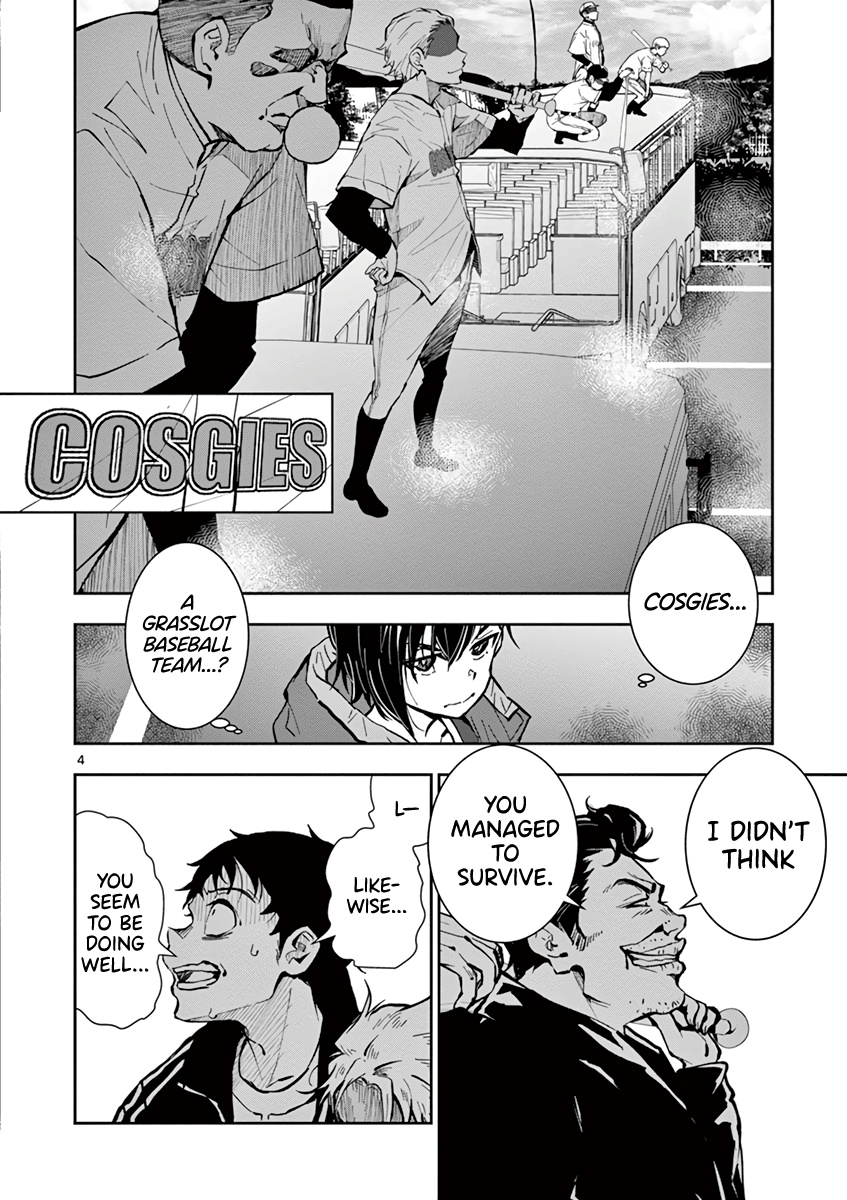 COSGIES
COSGIES...
A
GRASSLOT
BASEBALL
TEAM...?
4
I DIDN'T
THINK
YOU
MANAGED
TO
SURVIVE.
L—
LIKE-
WISE...
YOU
SEEM
TO BE
DOING
WELL...